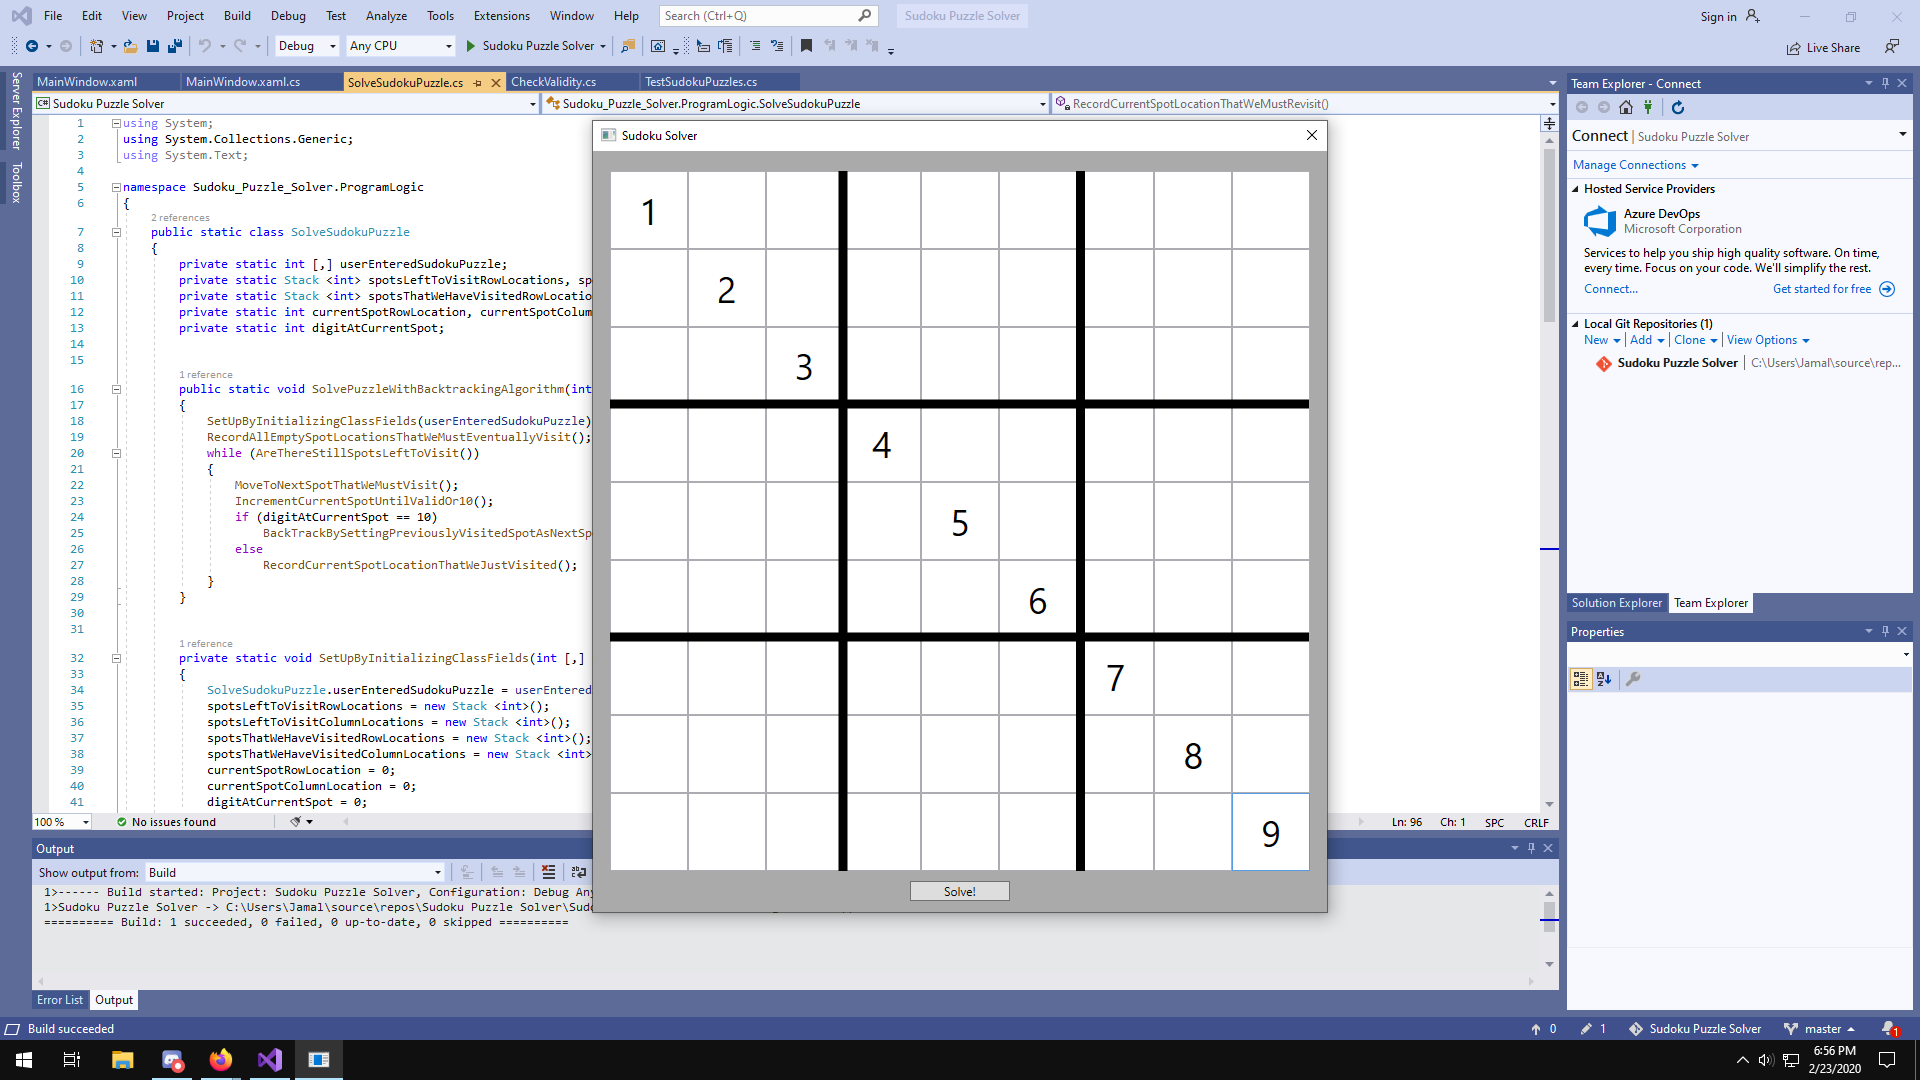 File Edit View Project Build Debug Test Analyze Tools Extensions Window Help Search (Ctrl+Q) Sudoku Puzzle Solver Sign in
Debug Any CPU Sudoku Puzzle Solver Live Share
Server Explorer
Toolbox
MainWindow.xaml MainWindow.xaml.cs SolveSudokuPuzzle.cs CheckValidity.cs TestSudokuPuzzles.cs
C# Sudoku Puzzle Solver Sudoku_Puzzle_Solver.ProgramLogic.SolveSudokuPuzzle RecordCurrentSpotLocationThatWeMustRevisit()
1 using System;
2 using System.Collections.Generic;
3 using System.Text;
4
5 namespace Sudoku_Puzzle_Solver.ProgramLogic
6 {
2 references
7 public static class SolveSudokuPuzzle
8 {
9 private static int [,] userEnteredSudokuPuzzle;
10 private static Stack <int> spotsLeftToVisitRowLocations, sp
11 private static Stack <int> spotsThatWeHaveVisitedRowLocatio
12 private static int currentSpotRowLocation, currentSpotColum
13 private static int digitAtCurrentSpot;
14
15
1 reference
16 public static void SolvePuzzleWithBacktrackingAlgorithm(int
17 {
18 SetUpByInitializingClassFields(userEnteredSudokuPuzzle)
19 RecordAllEmptySpotLocationsThatWeMustEventuallyVisit();
20 while (AreThereStillSpotsLeftToVisit())
21 {
22 MoveToNextSpotThatWeMustVisit();
23 IncrementCurrentSpotUntilValidOr10();
24 if (digitAtCurrentSpot == 10)
25 BackTrackBySettingPreviouslyVisitedSpotAsNextSp
26 else
27 RecordCurrentSpotLocationThatWeJustVisited();
28 }
29 }
30
31
1 reference
32 private static void SetUpByInitializingClassFields(int [,]
33 {
34 SolveSudokuPuzzle.userEnteredSudokuPuzzle = userEntered
35 spotsLeftToVisitRowLocations = new Stack <int>();
36 spotsLeftToVisitColumnLocations = new Stack <int>();
37 spotsThatWeHaveVisitedRowLocations = new Stack <int>();
38 spotsThatWeHaveVisitedColumnLocations = new Stack <int>
39 currentSpotRowLocation = 0;
40 currentSpotColumnLocation = 0;
41 digitAtCurrentSpot = 0;
100 % No issues found Ln: 96 Ch: 1 SPC CRLF
Sudoku Solver
1
2
3
4
5
6
7
8
9
Solve!
Output
Show output from: Build
1>------ Build started: Project: Sudoku Puzzle Solver, Configuration: Debug Any
1>Sudoku Puzzle Solver -> C:\Users\Jamal\source\repos\Sudoku Puzzle Solver\Sud
========== Build: 1 succeeded, 0 failed, 0 up-to-date, 0 skipped ==========
Error List Output
Team Explorer - Connect
Connect | Sudoku Puzzle Solver
Manage Connections
Hosted Service Providers
Azure DevOps
Microsoft Corporation
Services to help you ship high quality software. On time,
every time. Focus on your code. We'll simplify the rest.
Connect... Get started for free
Local Git Repositories (1)
New Add Clone View Options
Sudoku Puzzle Solver C:\Users\Jamal\source\rep...
Solution Explorer Team Explorer
Properties
Build succeeded 0 1 Sudoku Puzzle Solver master 1
6:56 PM
2/23/2020